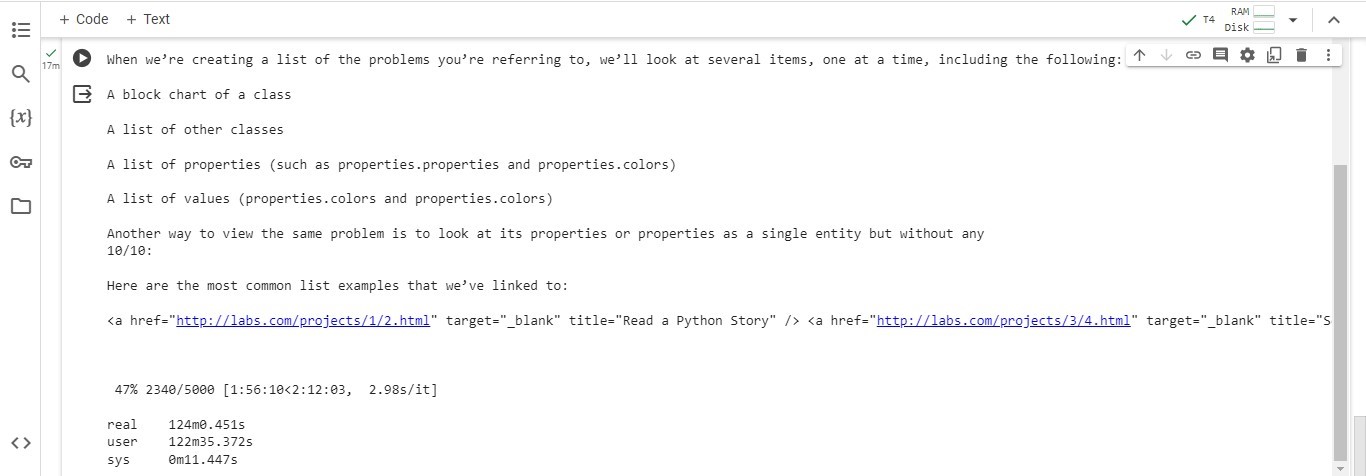 + Code + Text
T4 RAM
Disk
17m
{x}
When we’re creating a list of the problems you’re referring to, we’ll look at several items, one at a time, including the following:
A block chart of a class
A list of other classes
A list of properties (such as properties.properties and properties.colors)
A list of values (properties.colors and properties.colors)
Another way to view the same problem is to look at its properties or properties as a single entity but without any
10/10:
Here are the most common list examples that we’ve linked to:
<a href="http://labs.com/projects/1/2.html" target="_blank" title="Read a Python Story" /> <a href="http://labs.com/projects/3/4.html" target="_blank" title="S
47% 2340/5000 [1:56:10<2:12:03,  2.98s/it]
real    124m0.451s
user    122m35.372s
sys     0m11.447s